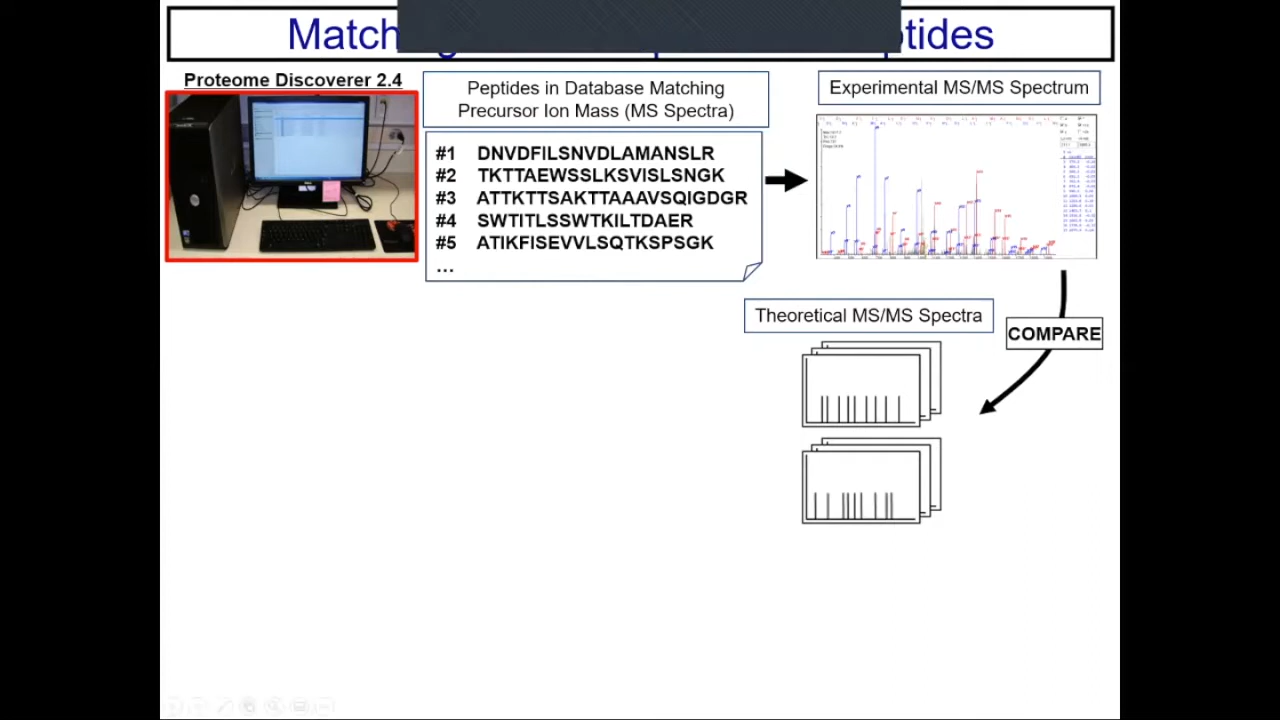 Match
tides
Proteome Discoverer 2.4
Peptides in Database Matching
Precursor Ion Mass (MS Spectra)
#1 DNVDFILSNVDLAMANSLR
#2 TKTTAEWSSLKSVISLSNGK
#3 ATTKTTSAKTTAAAVSQIGDGR
#4 SWTITLSSWTKILTDAER
#5 ATIKFISEVVLSQTKSPSGK
...
Experimental MS/MS Spectrum
Theoretical MS/MS Spectra
COMPARE